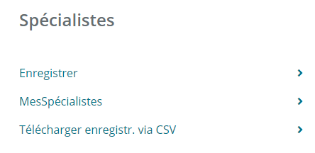 Spécialistes
Enregistrer
MesSpécialistes
Télécharger enregistr. via CSV